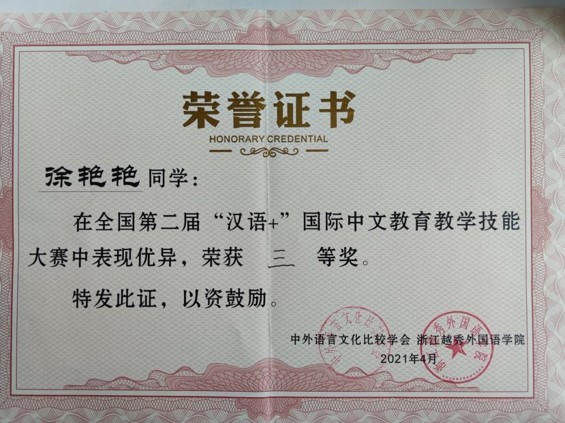 荣誉证书
HONORARY CREDENTIAL
徐艳艳同学：
在全国第二届“汉语+”国际中文教育教学技能
大赛中表现优异，荣获 三 等奖。
特发此证，以资鼓励。
中外语言文化比较学会 浙江越秀外国语学院
2021年4月